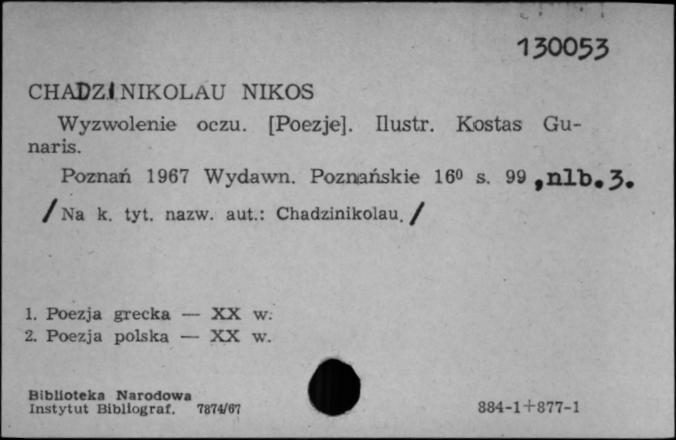 130053
CHADZINIKOLAU NIKOS
Wyzwolenie oczu. [Poezje]. Ilustr. Kostas Gu-
naris.
Poznań 1967 Wydawn. Poznańskie 16⁰ s. 99, nlb. 3.
/ Na k. tyt. nazw. aut.: Chadzinikolau. /
1. Poezja grecka — XX w.
2. Poezja polska — XX w.
Biblioteka Narodowa
Instytut Bibliograf. 7874/67
884-1+877-1